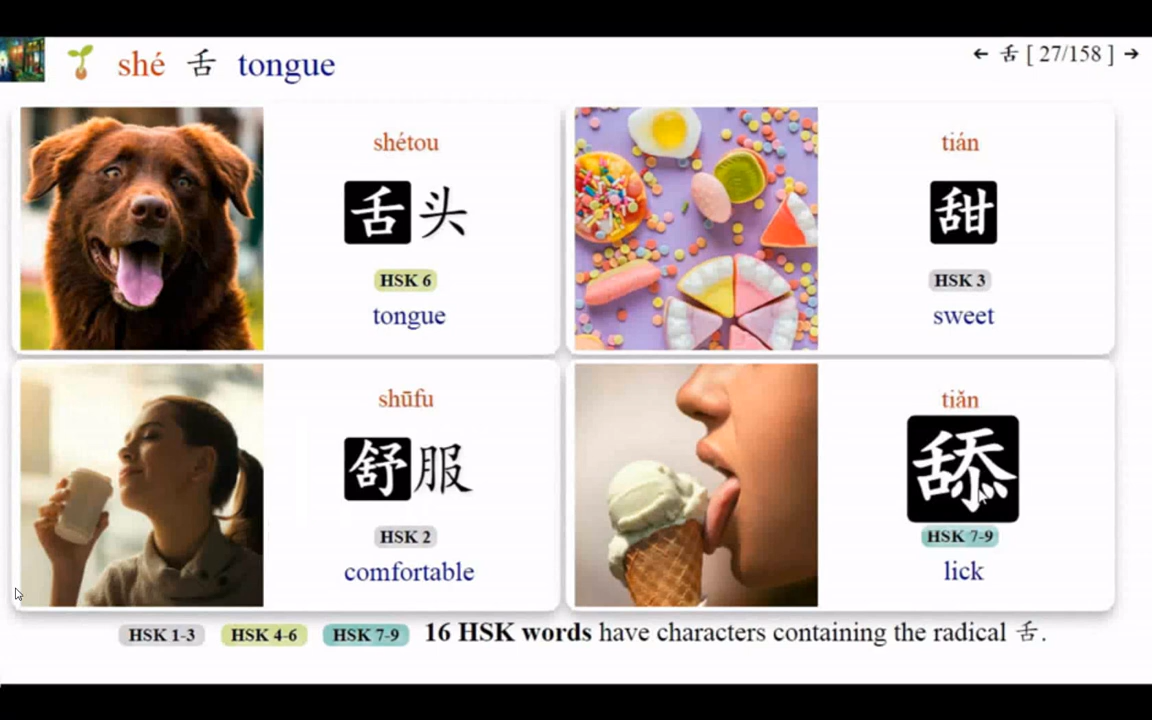 shé 舌 tongue
← 舌 [ 27/158 ] →
shétou
舌头
HSK 6
tongue
tián
甜
HSK 3
sweet
shūfu
舒服
HSK 2
comfortable
tiǎn
舔
HSK 7-9
lick
HSK 1-3 HSK 4-6 HSK 7-9 16 HSK words have characters containing the radical 舌.